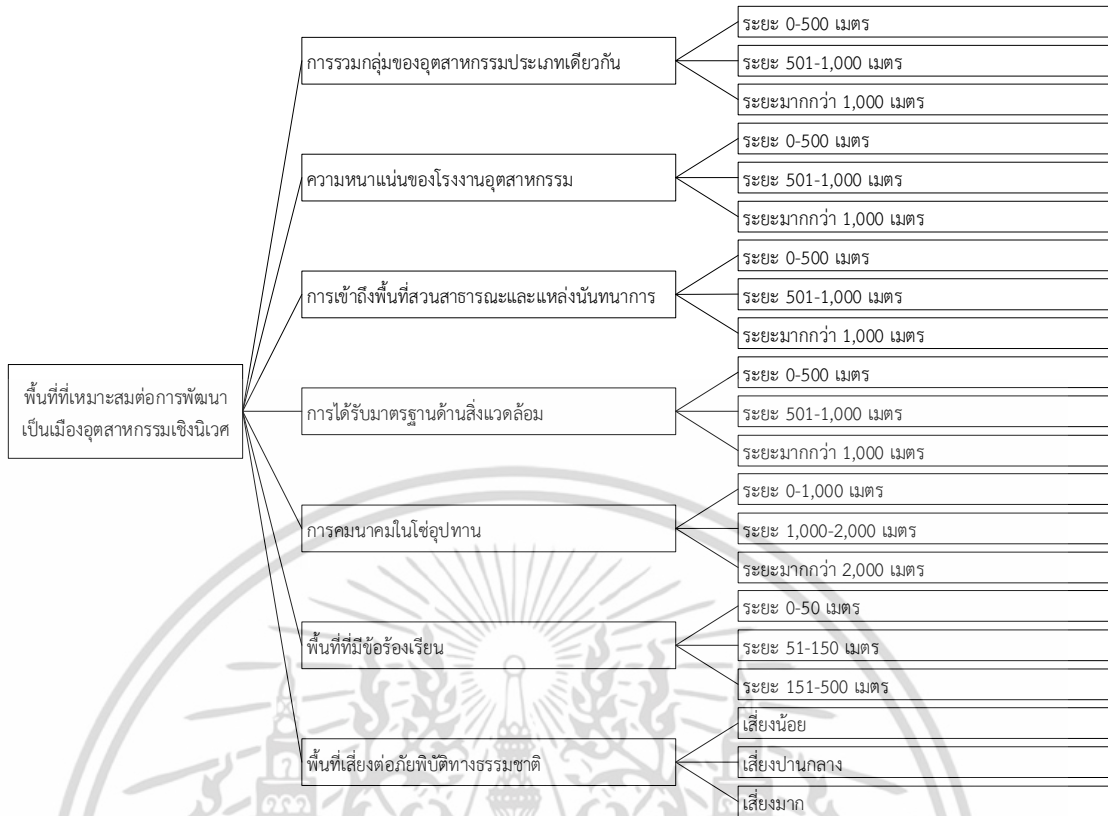 พื้นที่ที่เหมาะสมต่อการพัฒนา
เป็นเมืองอุตสาหกรรมเชิงนิเวศ
การรวมกลุ่มของอุตสาหกรรมประเภทเดียวกัน
ระยะ 0-500 เมตร
ระยะ 501-1,000 เมตร
ระยะมากกว่า 1,000 เมตร
ความหนาแน่นของโรงงานอุตสาหกรรม
ระยะ 0-500 เมตร
ระยะ 501-1,000 เมตร
ระยะมากกว่า 1,000 เมตร
การเข้าถึงพื้นที่สวนสาธารณะและแหล่งนันทนาการ
ระยะ 0-500 เมตร
ระยะ 501-1,000 เมตร
ระยะมากกว่า 1,000 เมตร
การได้รับมาตรฐานด้านสิ่งแวดล้อม
ระยะ 0-500 เมตร
ระยะ 501-1,000 เมตร
ระยะมากกว่า 1,000 เมตร
การคมนาคมในโซ่อุปทาน
ระยะ 0-1,000 เมตร
ระยะ 1,000-2,000 เมตร
ระยะมากกว่า 2,000 เมตร
พื้นที่ที่มีข้อร้องเรียน
ระยะ 0-50 เมตร
ระยะ 51-150 เมตร
ระยะ 151-500 เมตร
พื้นที่เสี่ยงต่อภัยพิบัติทางธรรมชาติ
เสี่ยงน้อย
เสี่ยงปานกลาง
เสี่ยงมาก